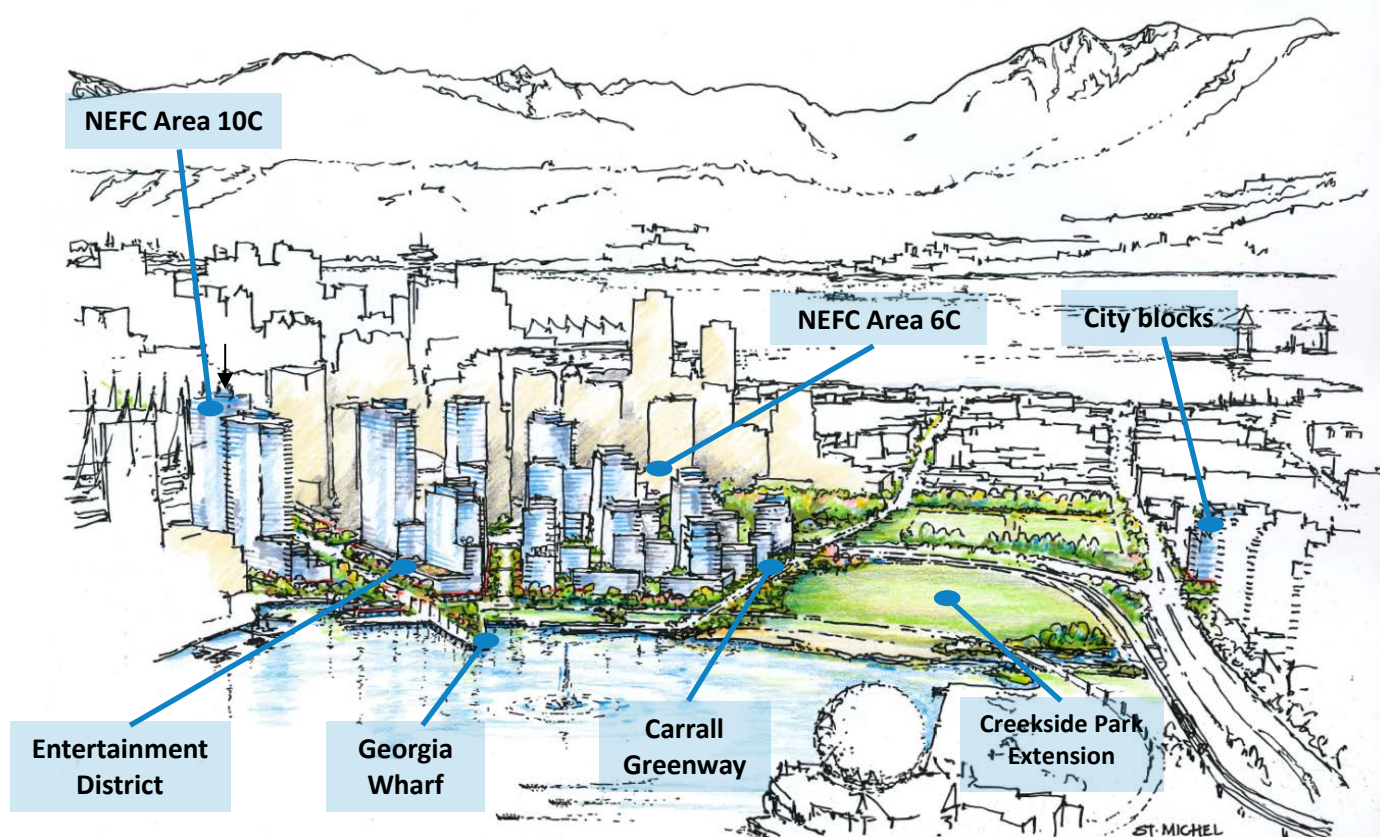 NEFC Area 10C
NEFC Area 6C
City blocks
Entertainment
District
Georgia
Wharf
Carrall
Greenway
Creekside Park
Extension
ST. MICHEL